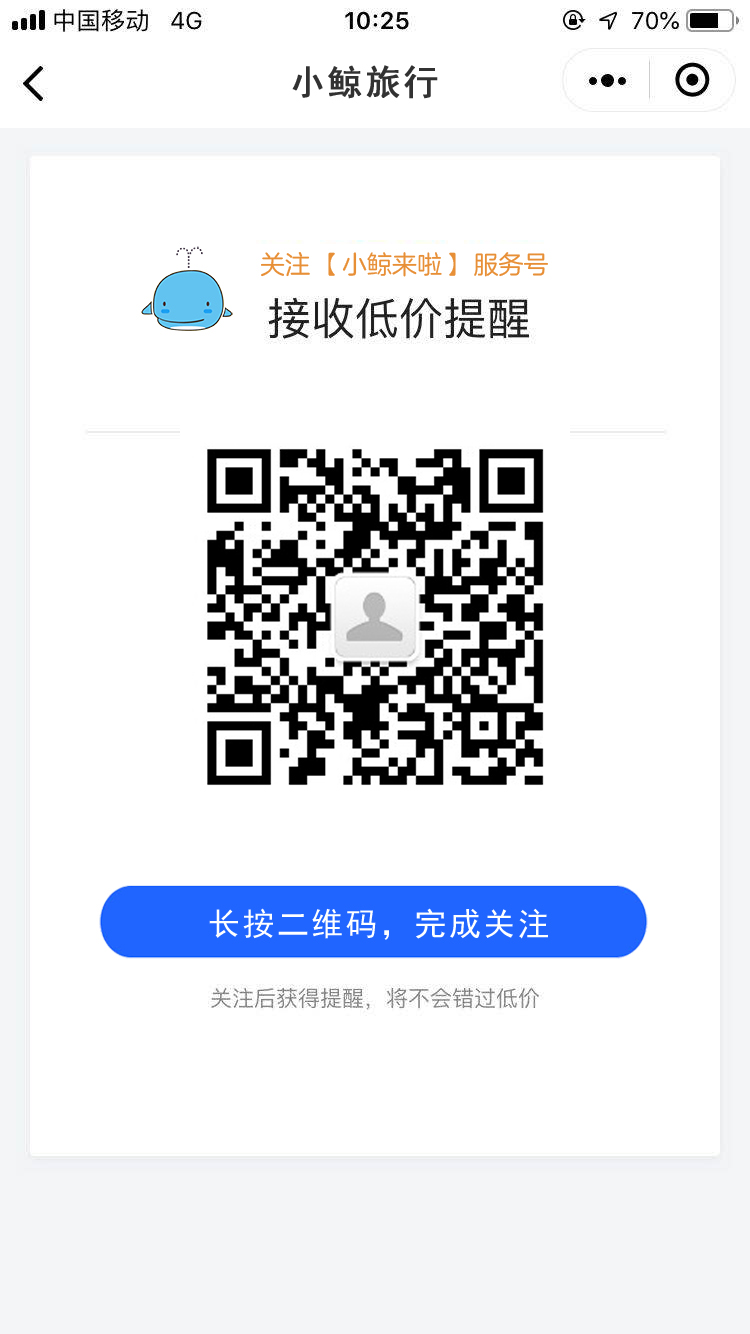 中国移动 4G 10:25 70%
小鲸旅行
关注【小鲸来啦】服务号
接收低价提醒
长按二维码，完成关注
关注后获得提醒，将不会错过低价